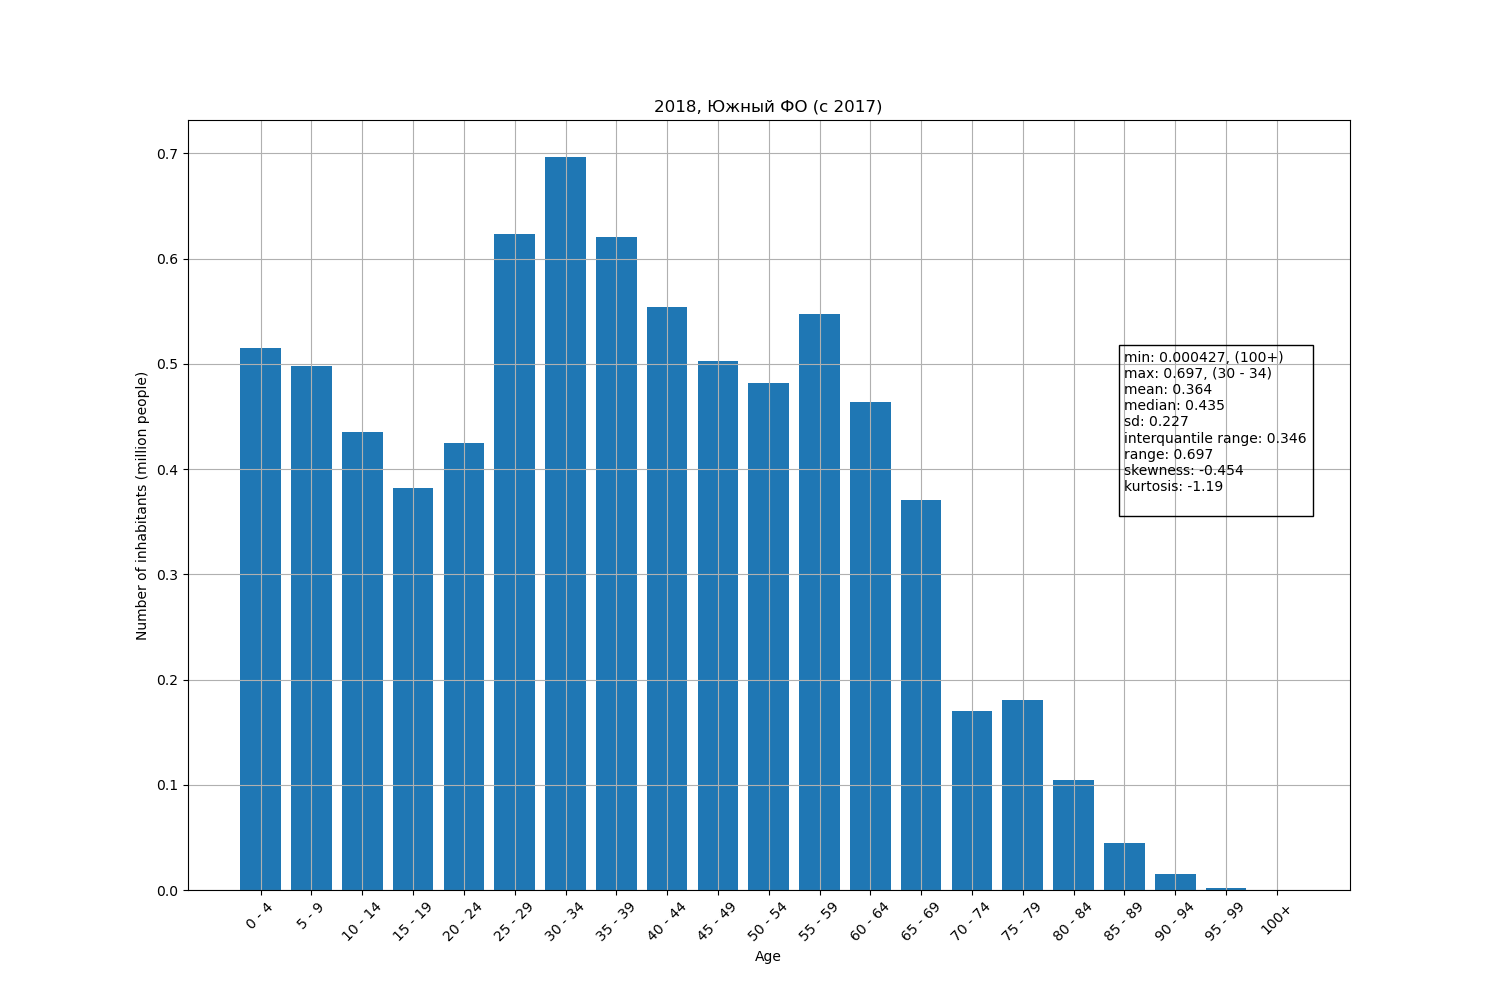 2018, Южный ФО (с 2017)
Number of inhabitants (million people)
0.7
0.6
0.5
0.4
0.3
0.2
0.1
0.0
min: 0.000427, (100+)
max: 0.697, (30 - 34)
mean: 0.364
median: 0.435
sd: 0.227
interquantile range: 0.346
range: 0.697
skewness: -0.454
kurtosis: -1.19
0 - 4
5 - 9
10 - 14
15 - 19
20 - 24
25 - 29
30 - 34
35 - 39
40 - 44
45 - 49
50 - 54
55 - 59
60 - 64
65 - 69
70 - 74
75 - 79
80 - 84
85 - 89
90 - 94
95 - 99
100+
Age